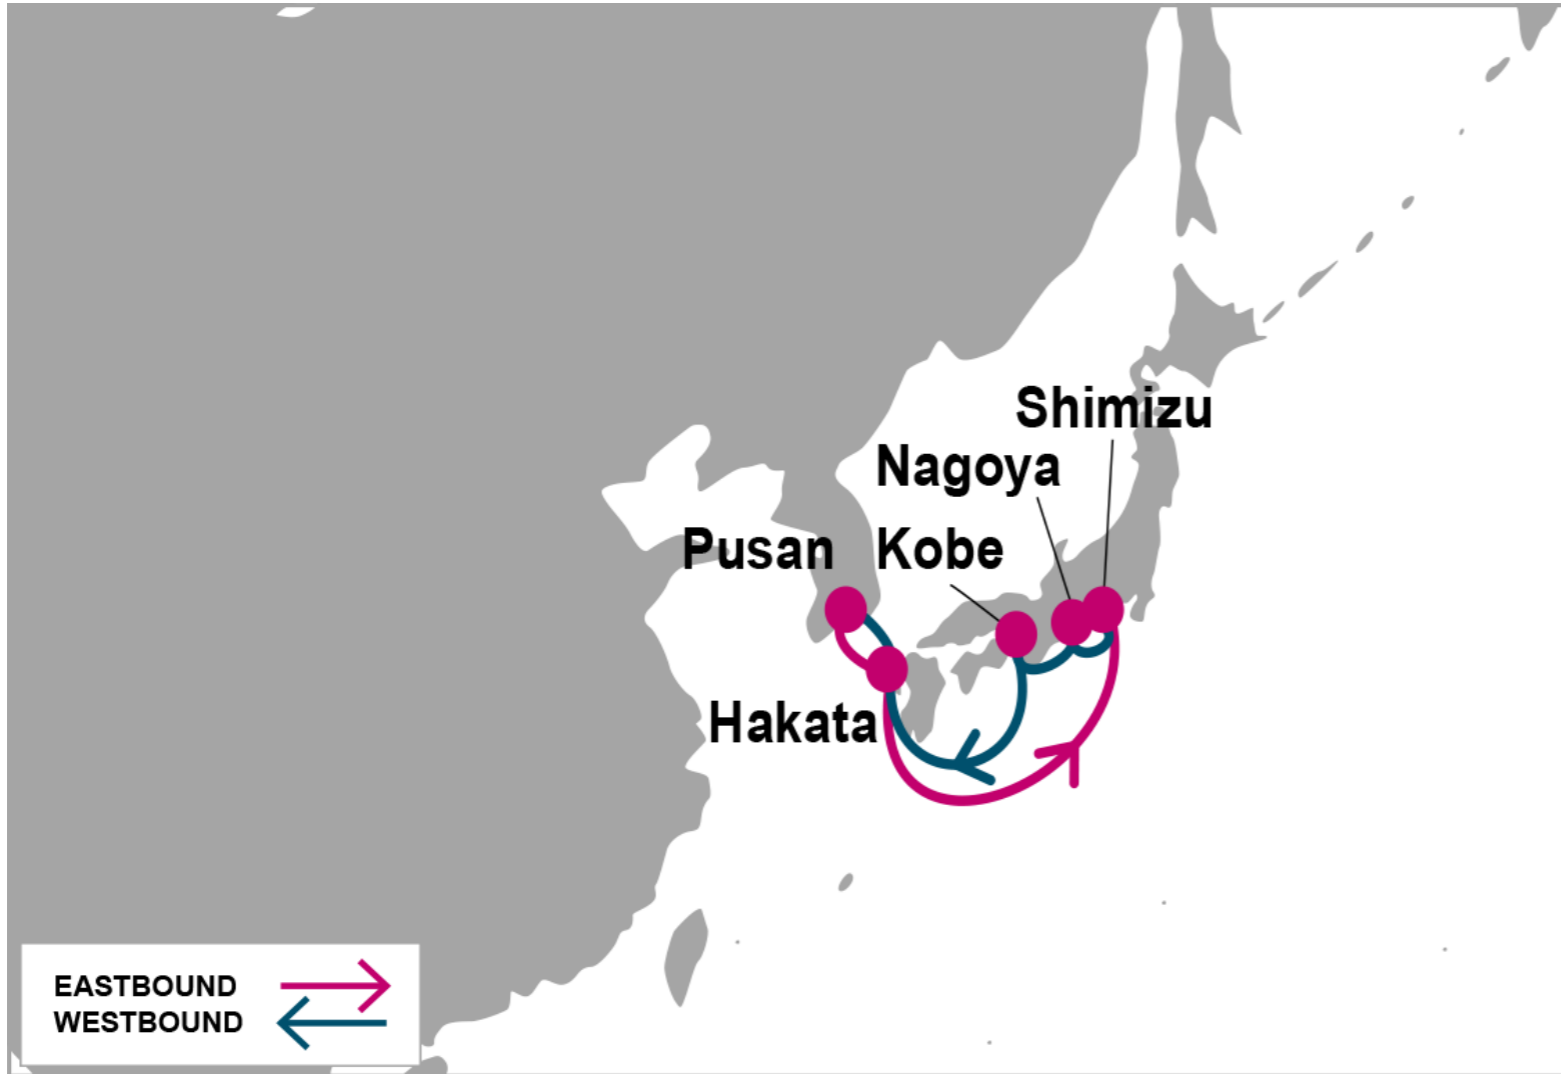 Shimizu
Nagoya
Pusan
Kobe
Hakata
EASTBOUND
WESTBOUND